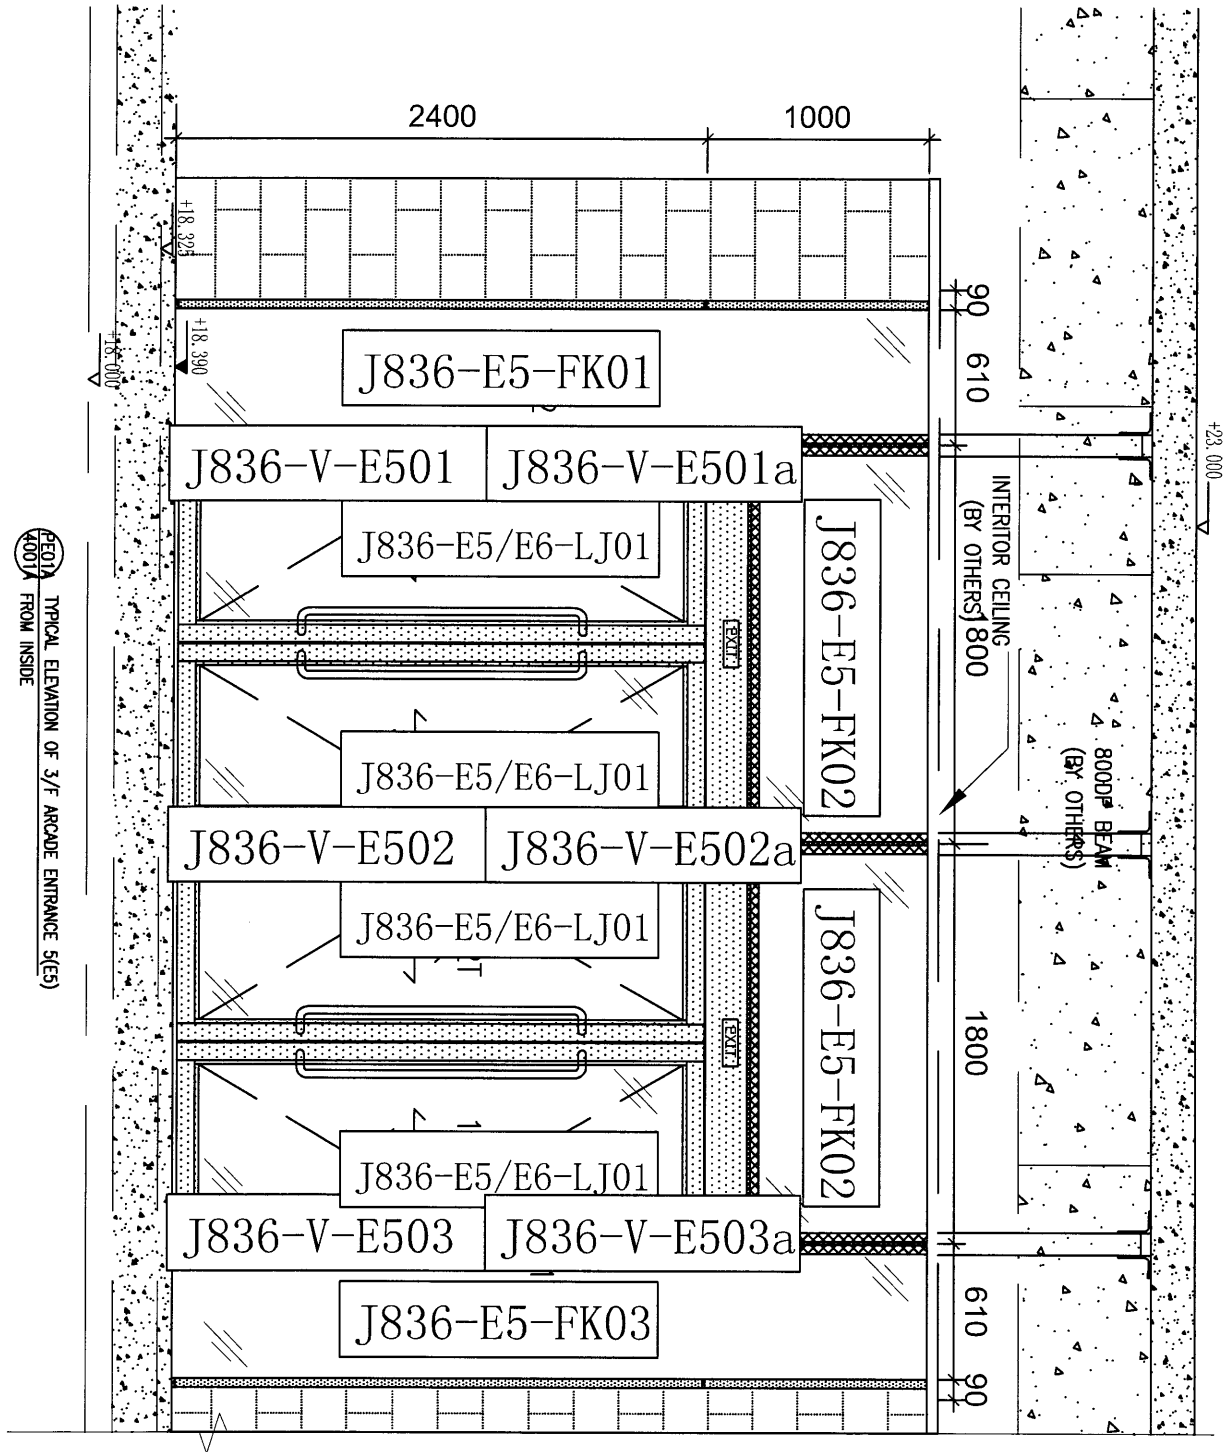 2400
1000
+18.325
+18.390
+18.000
90
610
+23.000
J836-E5-FK01
J836-V-E501
J836-V-E501a
J836-E5/E6-LJ01
INTERITOR CEILING
(BY OTHERS)
1800
J836-E5-FK02
EXIT
J836-E5/E6-LJ01
800DP BEAM
(BY OTHERS)
J836-V-E502
J836-V-E502a
J836-E5/E6-LJ01
J836-E5-FK02
1800
EXIT
J836-E5/E6-LJ01
J836-V-E503
J836-V-E503a
J836-E5-FK03
610
90
PE01A
4001A
TYPICAL ELEVATION OF 3/F ARCADE ENTRANCE 5(E5)
FROM INSIDE